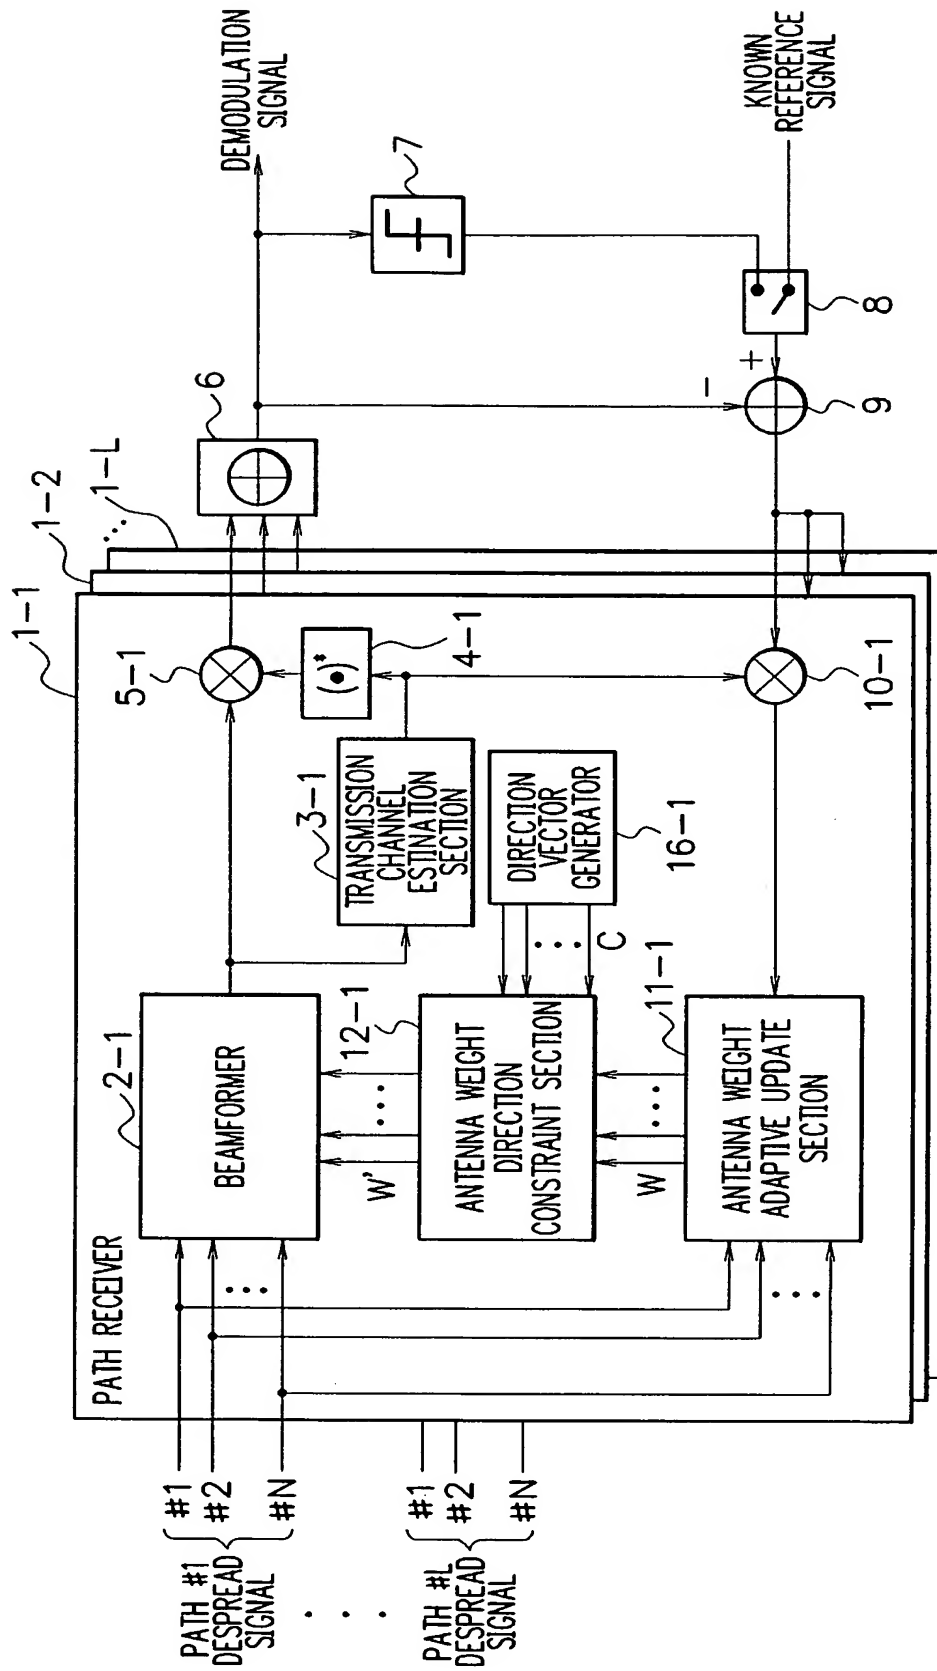 PATH #1
DESPREAD
SIGNAL
#1
#2
#N
PATH #L
DESPREAD
SIGNAL
#1
#2
#N
PATH RECEIVER
1-1
1-2
1-L
BEAMFORMER
2-1
W'
ANTENNA WEIGHT
DIRECTION
CONSTRAINT SECTION
12-1
W
ANTENNA WEIGHT
ADAPTIVE UPDATE
SECTION
11-1
C
TRANSMISSION
CHANNEL
ESTINATION
SECTION
3-1
DIRECTION
VECTOR
GENERATOR
16-1
5-1
(●)*
4-1
10-1
6
DEMODULATION
SIGNAL
7
8
+
-
9
KNOWN
REFERENCE
SIGNAL